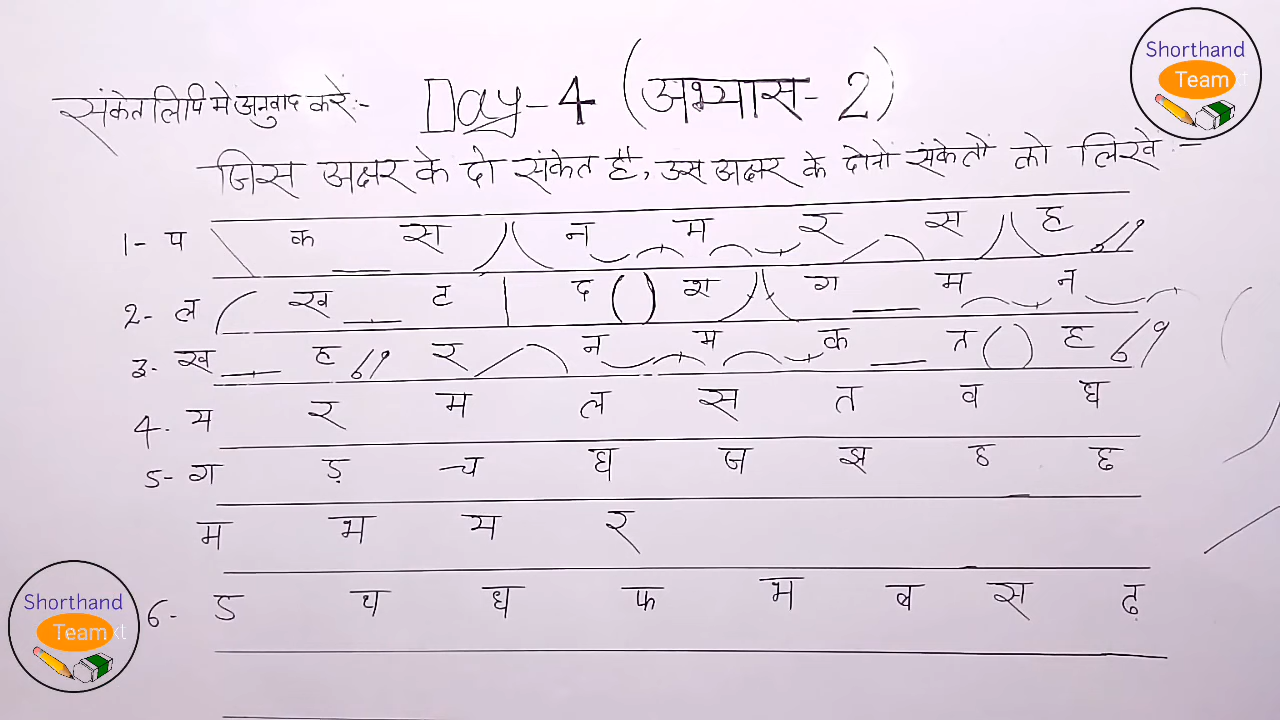 Shorthand
Team
संकेत लिपि मे अनुवाद करें:- Day-4 (अभ्यास-2)
जिस अक्षर के दो संकेत है, उस अक्षर के दोनो संकेतों को लिखे:-
1- प क स न म र स ह
2- ल ख ट द श ग म न
3- ख ह र न म क त ह
4. य र म ल स त व ध
5- ग ड़ च घ ज झ ठ ढ
म भ य र
6- ड य ध फ भ ब स ढ़
Shorthand
Team